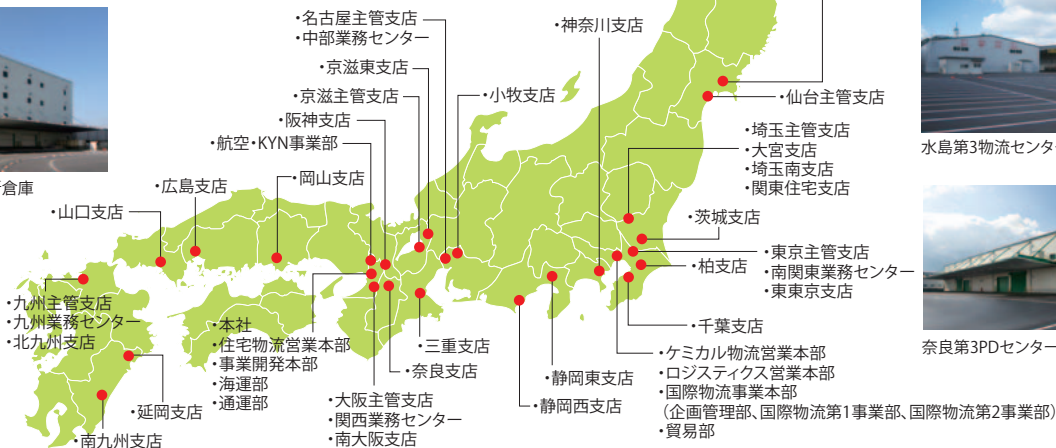 ・名古屋主管支店
・中部業務センター
・京滋東支店
・京滋主管支店
・阪神支店
・航空・KYN事業部
・小牧支店
・神奈川支店
・仙台主管支店
・埼玉主管支店
・大宮支店
・埼玉南支店
・関東住宅支店
水島第3物流センタ
倉庫
・広島支店
・岡山支店
・山口支店
・茨城支店
・東京主管支店
・南関東業務センター
・東東京支店
・柏支店
・九州主管支店
・九州業務センター
・北九州支店
・本社
・住宅物流営業本部
・事業開発本部
・海運部
・通運部
・三重支店
・奈良支店
・千葉支店
奈良第3PDセンター
・延岡支店
・南九州支店
・大阪主管支店
・関西業務センター
・南大阪支店
・静岡東支店
・静岡西支店
・ケミカル物流営業本部
・ロジスティクス営業本部
・国際物流事業本部
（企画管理部、国際物流第1事業部、国際物流第2事業部）
・貿易部